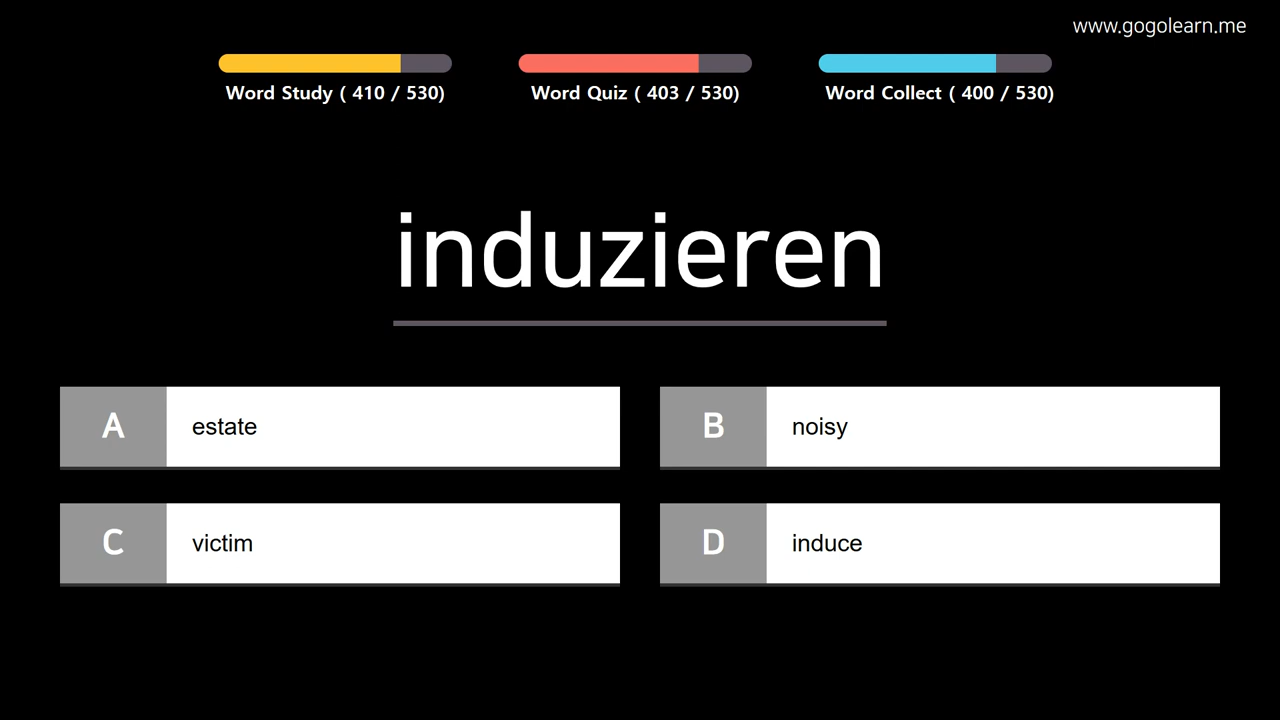 www.gogolearn.me
Word Study ( 410 / 530)
Word Quiz ( 403 / 530)
Word Collect ( 400 / 530)
induzieren
A estate
B noisy
C victim
D induce